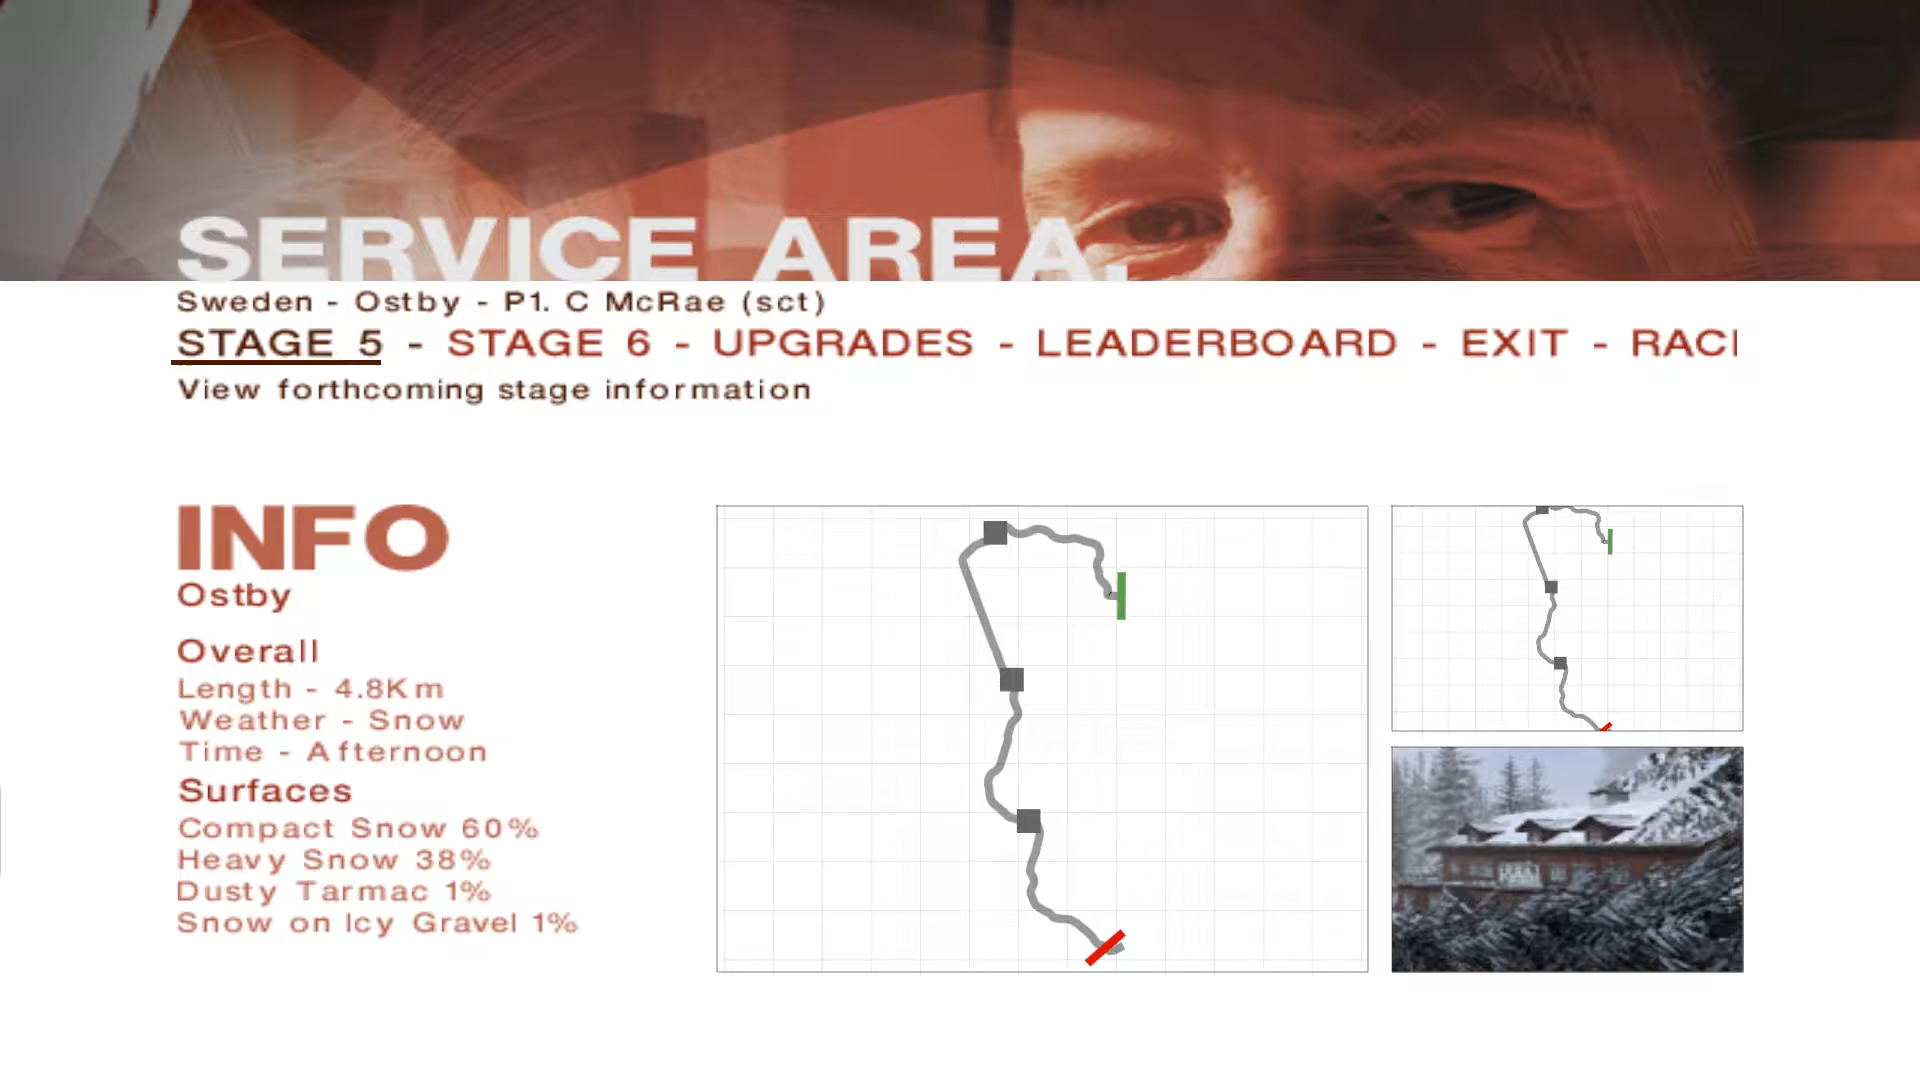 SERVICE AREA.
Sweden - Ostby - P1. C McRae (sct)
STAGE 5 - STAGE 6 - UPGRADES - LEADERBOARD - EXIT - RACI
View forthcoming stage information
INFO
Ostby
Overall
Length - 4.8Km
Weather - Snow
Time - Afternoon
Surfaces
Compact Snow 60%
Heavy Snow 38%
Dusty Tarmac 1%
Snow on Icy Gravel 1%